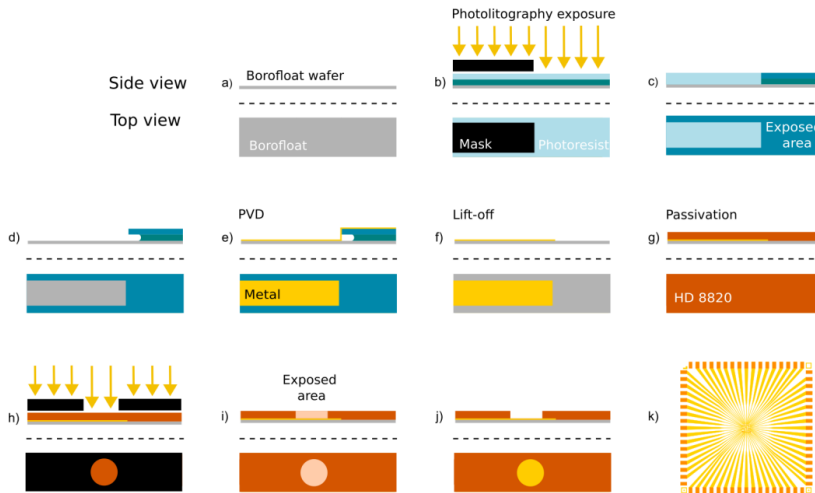 Photolitography exposure
Side view
Top view
a)
Borofloat wafer
Borofloat
b)
Mask
Photoresist
c)
Exposed
area
d)
PVD
e)
Metal
Lift-off
f)
Passivation
g)
HD 8820
h)
Exposed
area
i)
j)
k)